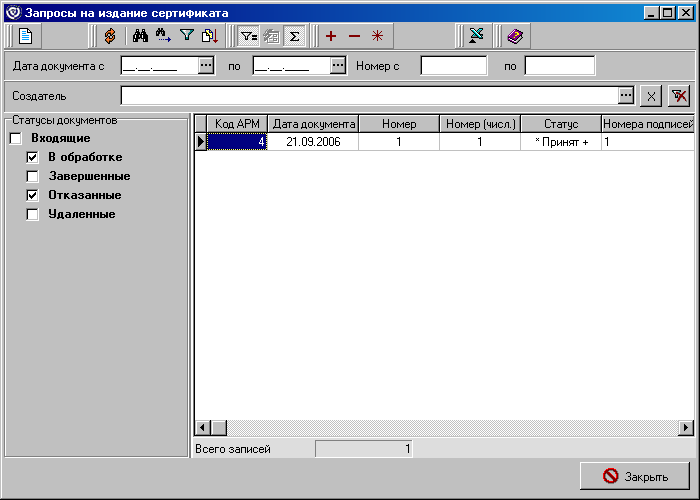 Запросы на издание сертификата
Дата документа с __.__.____ ... по __.__.____ ... Номер с по
Создатель ... X
Статусы документов
Входящие
В обработке
Завершенные
Отказанные
Удаленные
Код АРМ Дата документа Номер Номер (числ.) Статус Номера подписей
4 21.09.2006 1 1 * Принят + 1
Всего записей 1
Закрыть